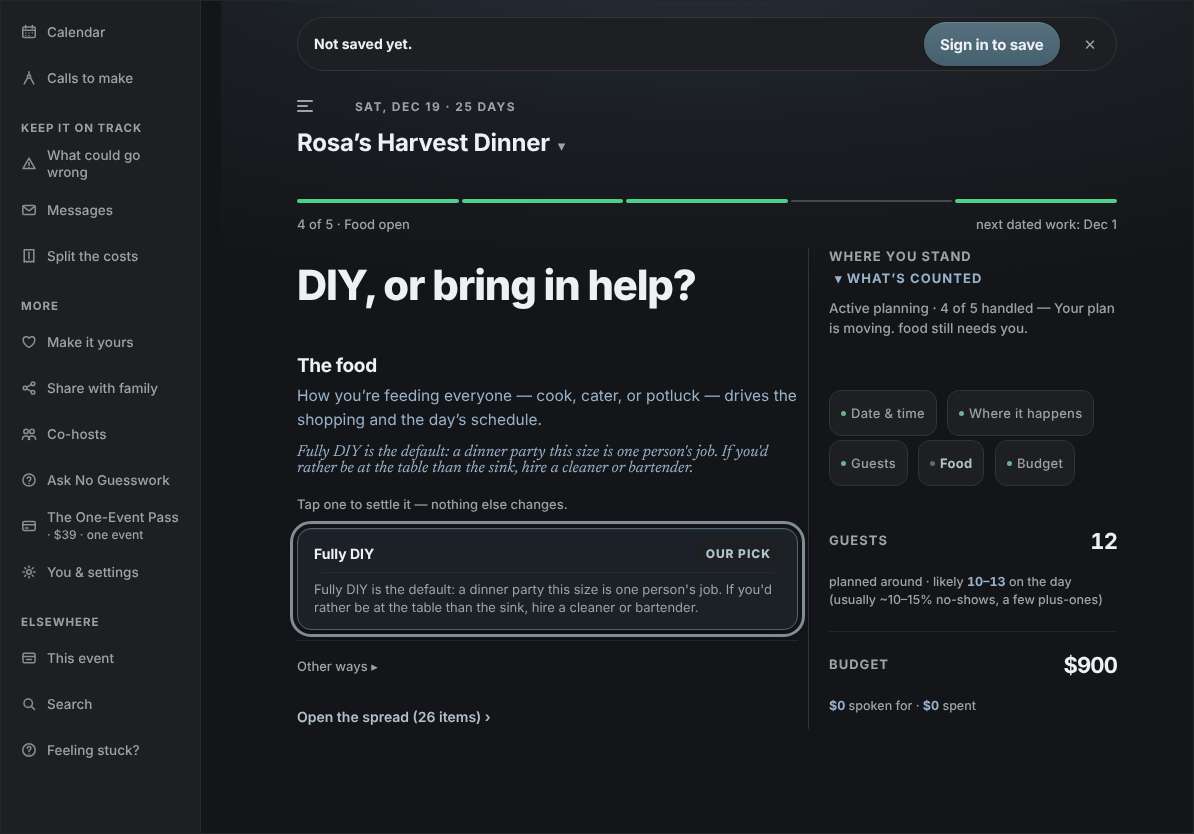 Calendar
Calls to make
KEEP IT ON TRACK
What could go
wrong
Messages
Split the costs
MORE
Make it yours
Share with family
Co-hosts
Ask No Guesswork
The One-Event Pass
· $39 · one event
You & settings
ELSEWHERE
This event
Search
Feeling stuck?
Not saved yet.
Sign in to save
×
SAT, DEC 19 · 25 DAYS
Rosa’s Harvest Dinner ▾
4 of 5 · Food open
next dated work: Dec 1
DIY, or bring in help?
The food
How you’re feeding everyone — cook, cater, or potluck — drives the
shopping and the day’s schedule.
Fully DIY is the default: a dinner party this size is one person's job. If you'd
rather be at the table than the sink, hire a cleaner or bartender.
Tap one to settle it — nothing else changes.
Fully DIY
OUR PICK
Fully DIY is the default: a dinner party this size is one person's job. If you'd
rather be at the table than the sink, hire a cleaner or bartender.
Other ways ▸
Open the spread (26 items) ›
WHERE YOU STAND
▾ WHAT’S COUNTED
Active planning · 4 of 5 handled — Your plan
is moving. food still needs you.
• Date & time
• Where it happens
• Guests
• Food
• Budget
GUESTS
12
planned around · likely 10–13 on the day
(usually ~10–15% no-shows, a few plus-ones)
BUDGET
$900
$0 spoken for · $0 spent